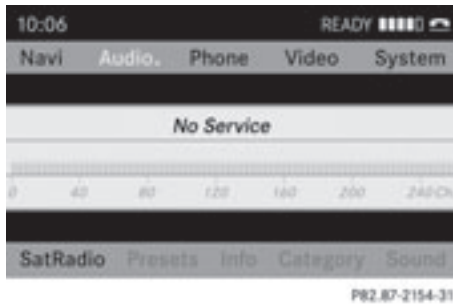 10:06 READY
Navi Audio. Phone Video System
No Service
0 40 80 120 160 200 240 Ch
SatRadio Presets Info Category Sound
P82.87-2154-31